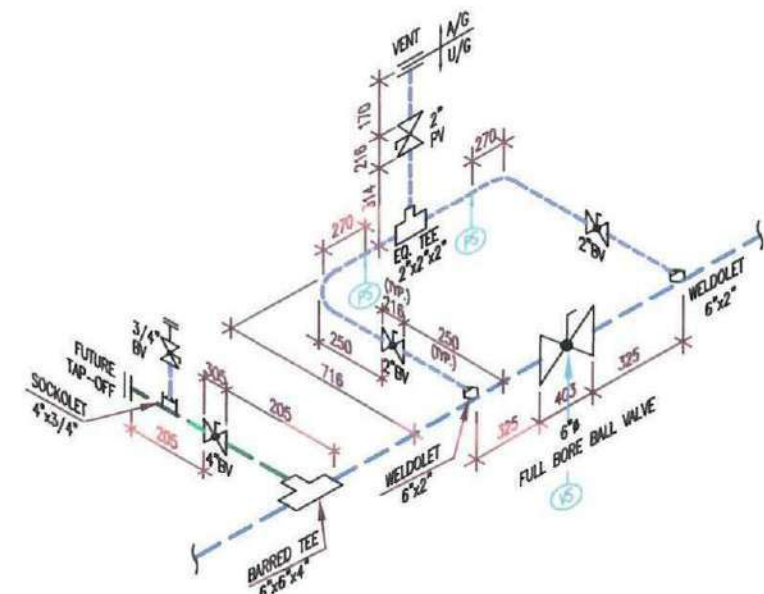 VENT
A/G
U/G
170
216
314
2"
PV
270
270
EQ. TEE
2"x2"x2"
PS
PS
2"BV
WELDOLET
6"x2"
(TYP.)
216
250
(TYP.)
2"BV
250
716
3/4"
BV
FUTURE
TAP-OFF
SOCKOLET
4"x3/4"
305
205
205
4"BV
325
403
325
6"ø
FULL BORE BALL VALVE
WELDOLET
6"x2"
VS
BARRED TEE
6"x6"x4"